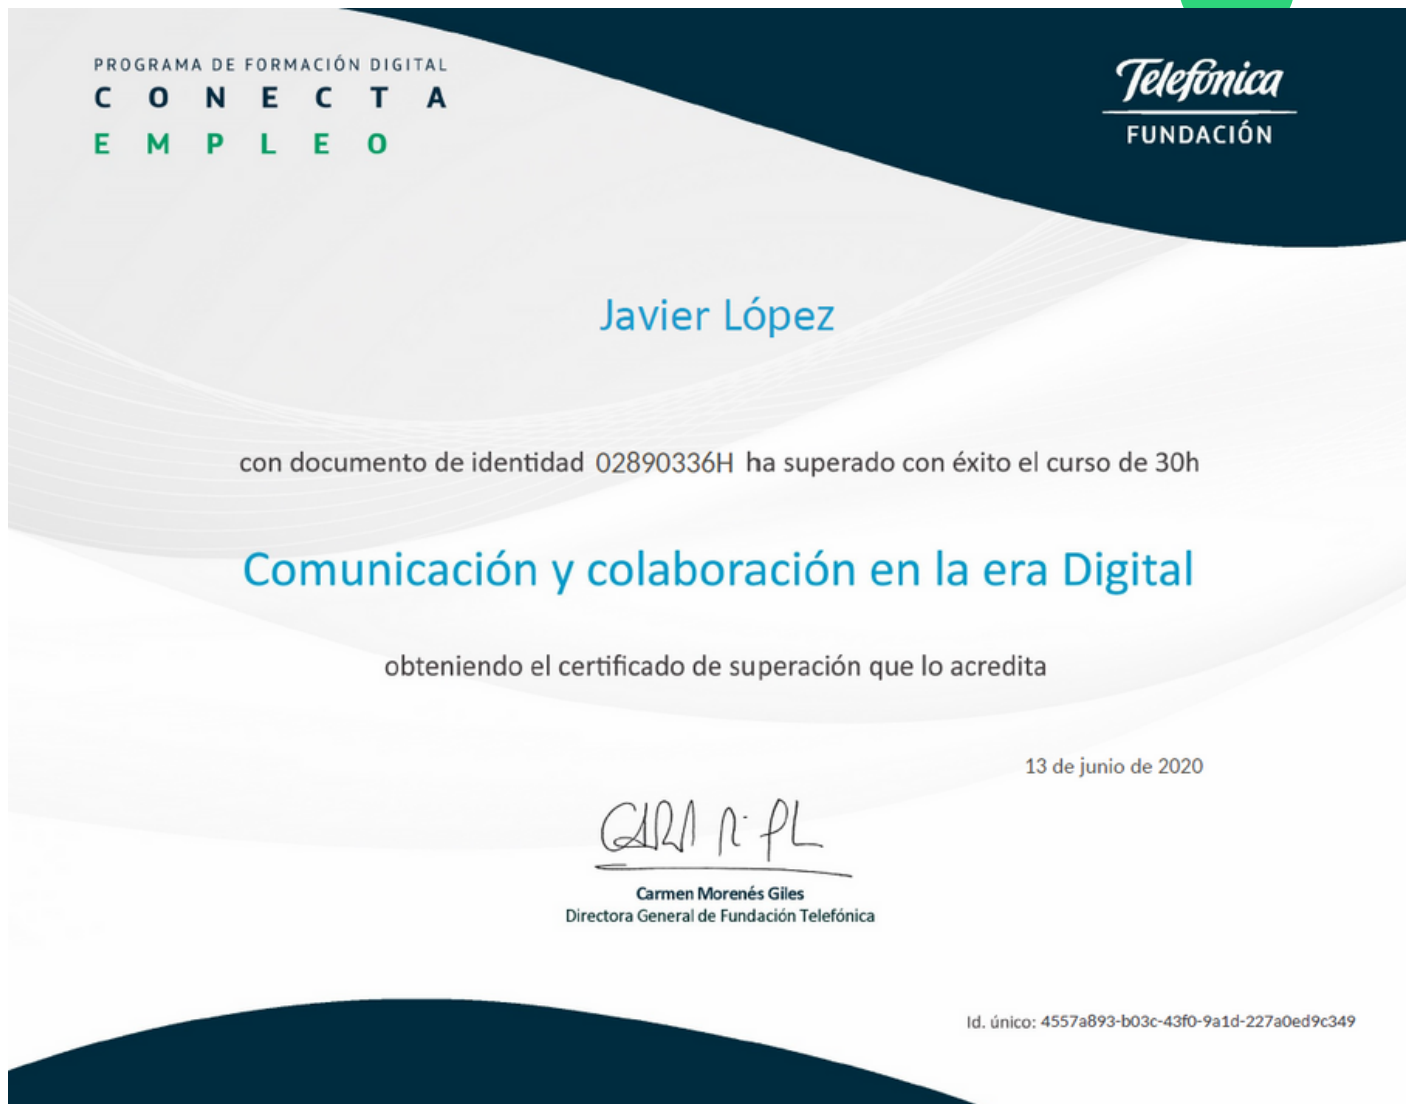 PROGRAMA DE FORMACIÓN DIGITAL
CONECTA
EMPLEO
Telefónica
FUNDACIÓN
Javier López
con documento de identidad 02890336H ha superado con éxito el curso de 30h
Comunicación y colaboración en la era Digital
obteniendo el certificado de superación que lo acredita
13 de junio de 2020
Carmen Morenés Giles
Directora General de Fundación Telefónica
Id. único: 4557a893-b03c-43f0-9a1d-227a0ed9c349